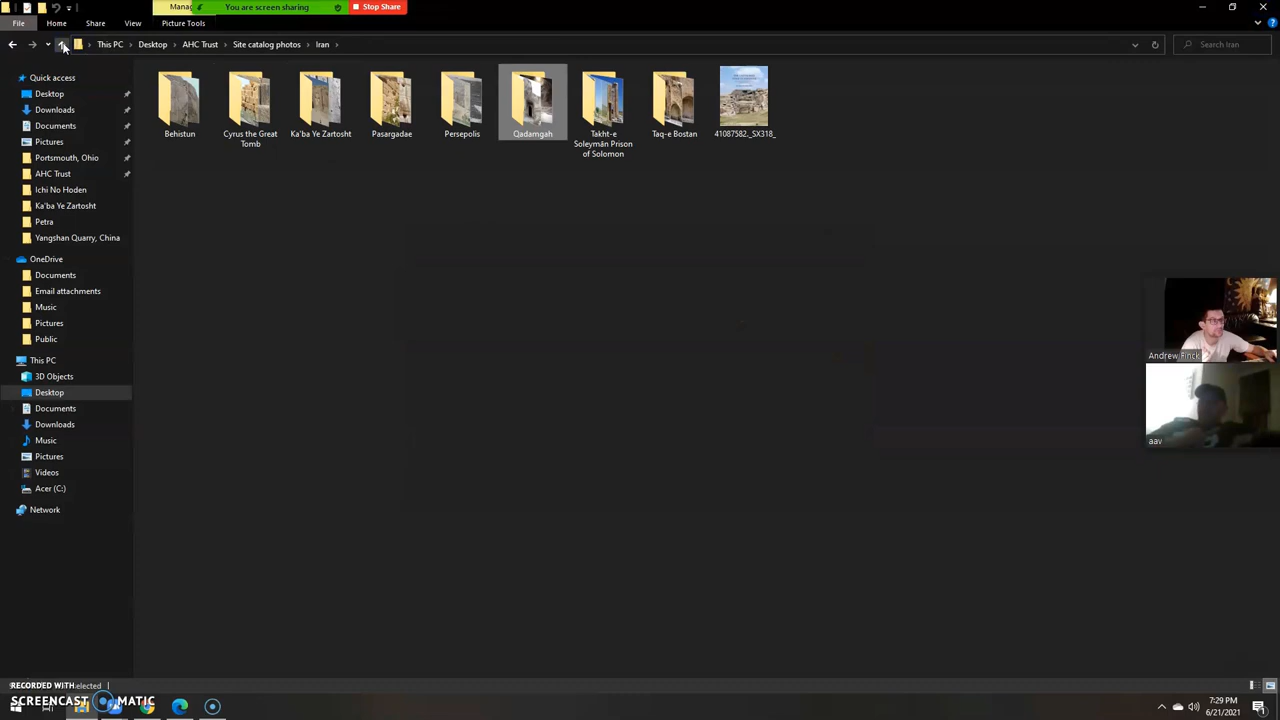 Manag
You are screen sharing
Stop Share
File
Home
Share
View
Picture Tools
This PC
Desktop
AHC Trust
Site catalog photos
Iran
Search Iran
Quick access
Desktop
Downloads
Documents
Pictures
Portsmouth, Ohio
AHC Trust
Ichi No Hoden
Ka'ba Ye Zartosht
Petra
Yangshan Quarry, China
OneDrive
Documents
Email attachments
Music
Pictures
Public
This PC
3D Objects
Desktop
Documents
Downloads
Music
Pictures
Videos
Acer (C:)
Network
Behistun
Cyrus the Great
Tomb
Ka'ba Ye Zartosht
Pasargadae
Persepolis
Qadamgah
Takht-e
Soleymān Prison
of Solomon
Taq-e Bostan
41087582._SX318_
Andrew Finck
aav
RECORDED WITH
elected
SCREENCAST MATIC
7:29 PM
6/21/2021